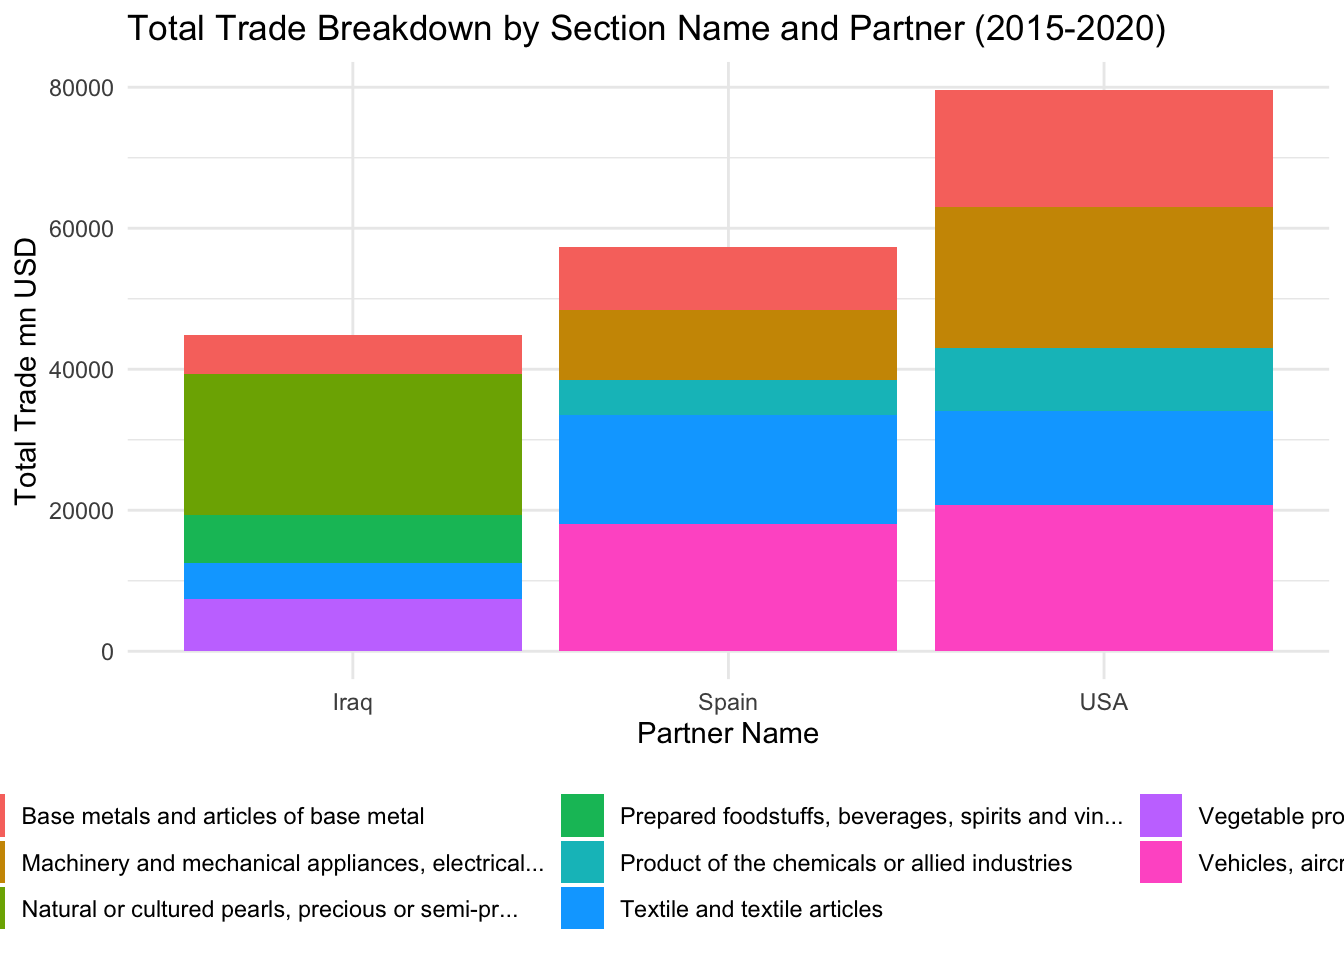 Total Trade Breakdown by Section Name and Partner (2015-2020)
80000
60000
40000
20000
0
Total Trade mn USD
Iraq Spain USA
Partner Name
Base metals and articles of base metal
Machinery and mechanical appliances, electrical...
Natural or cultured pearls, precious or semi-pr...
Prepared foodstuffs, beverages, spirits and vin...
Product of the chemicals or allied industries
Textile and textile articles
Vegetable pro
Vehicles, aircr